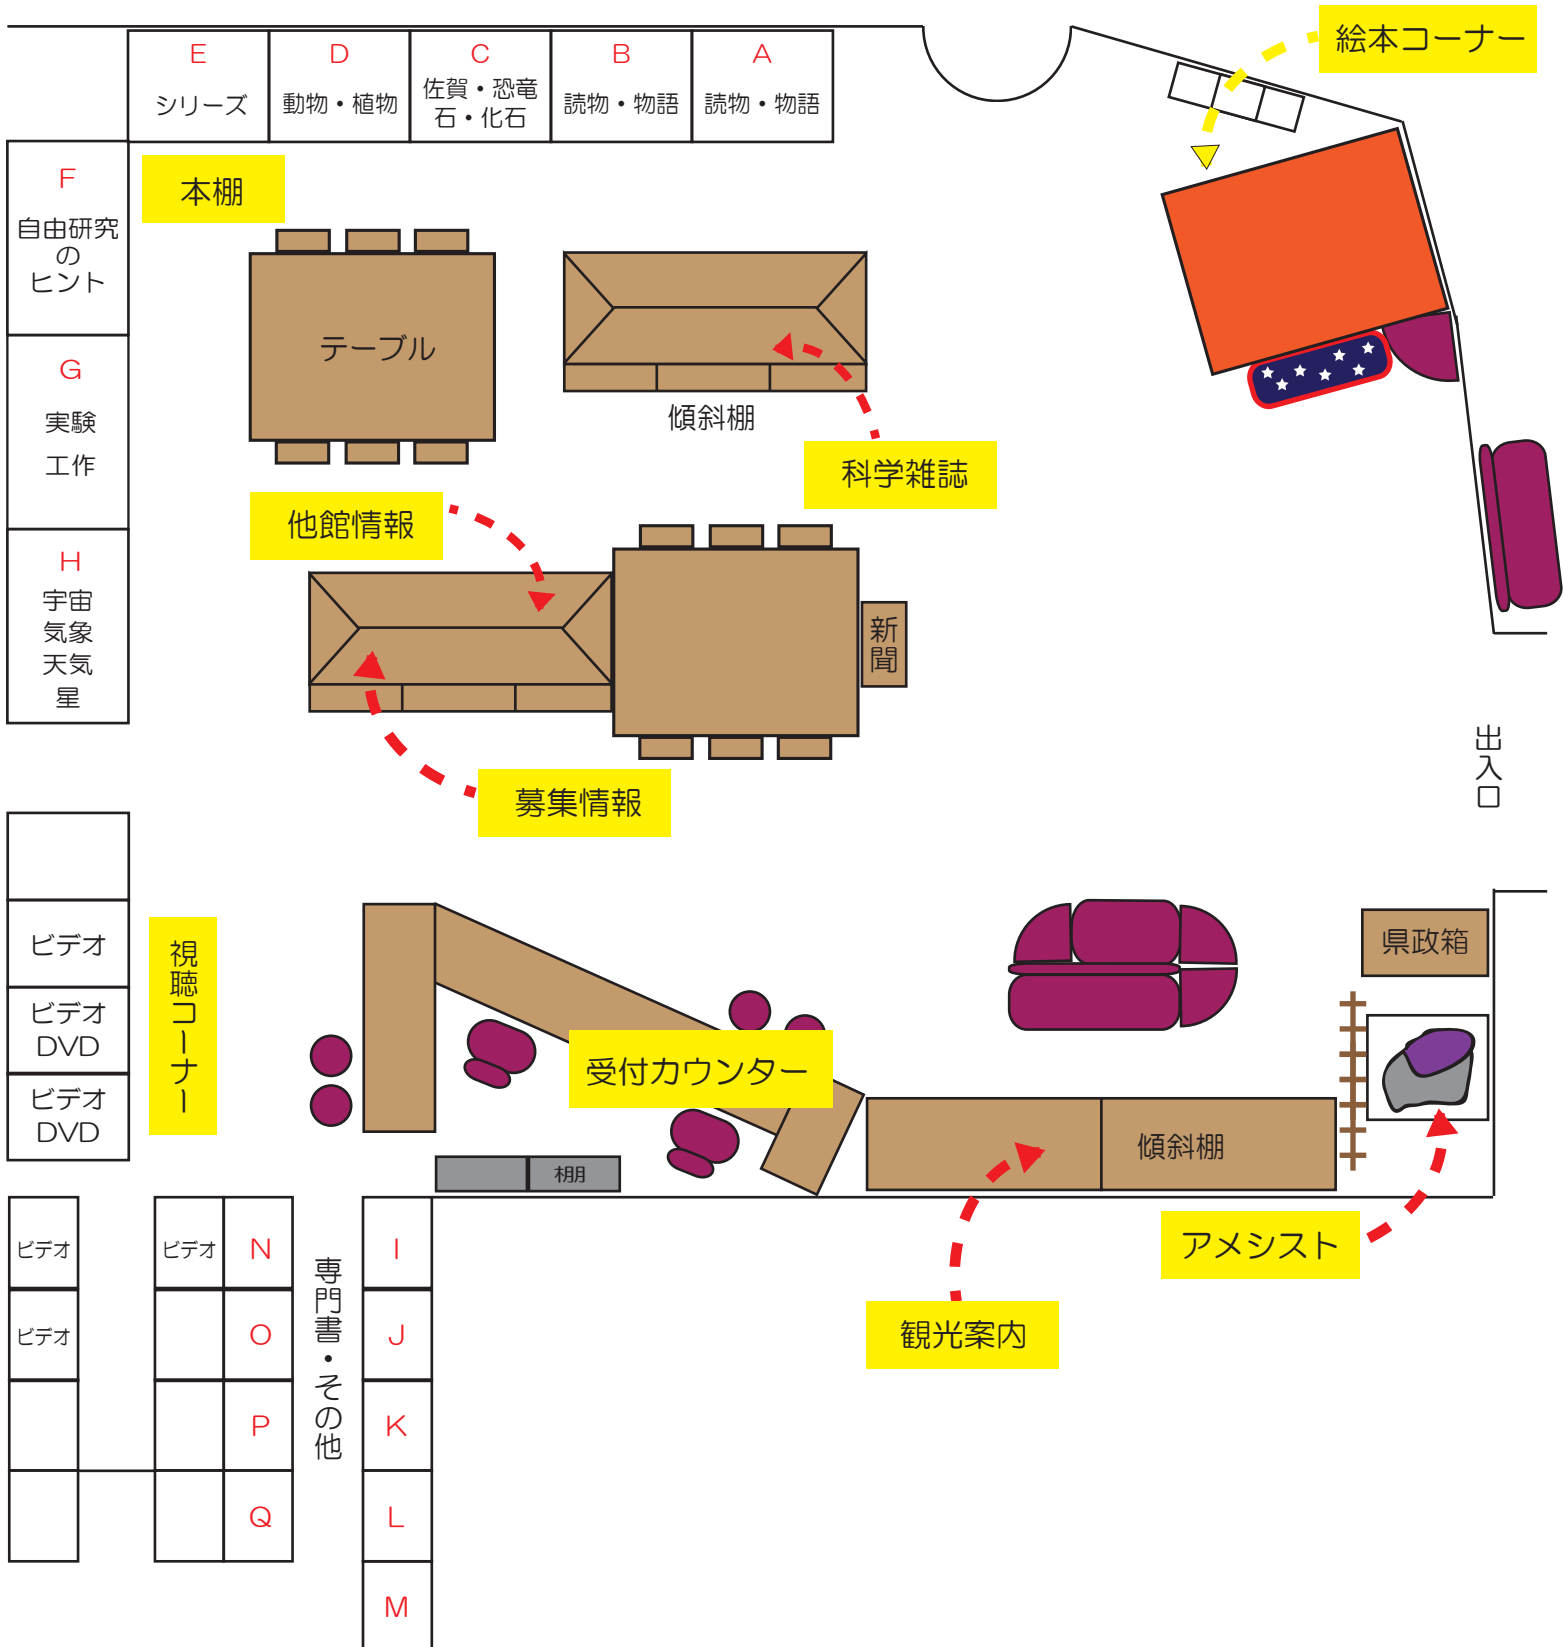 絵本コーナー
E
シリーズ
D
動物・植物
C
佐賀・恐竜
石・化石
B
読物・物語
A
読物・物語
本棚
F
自由研究
の
ヒント
G
実験
工作
H
宇宙
気象
天気
星
テーブル
傾斜棚
科学雑誌
他館情報
新聞
募集情報
出入口
ビデオ
ビデオ
DVD
ビデオ
DVD
視聴コーナー
受付カウンター
棚
県政箱
傾斜棚
アメシスト
観光案内
ビデオ
ビデオ
ビデオ
N
O
P
Q
専門書・その他
I
J
K
L
M